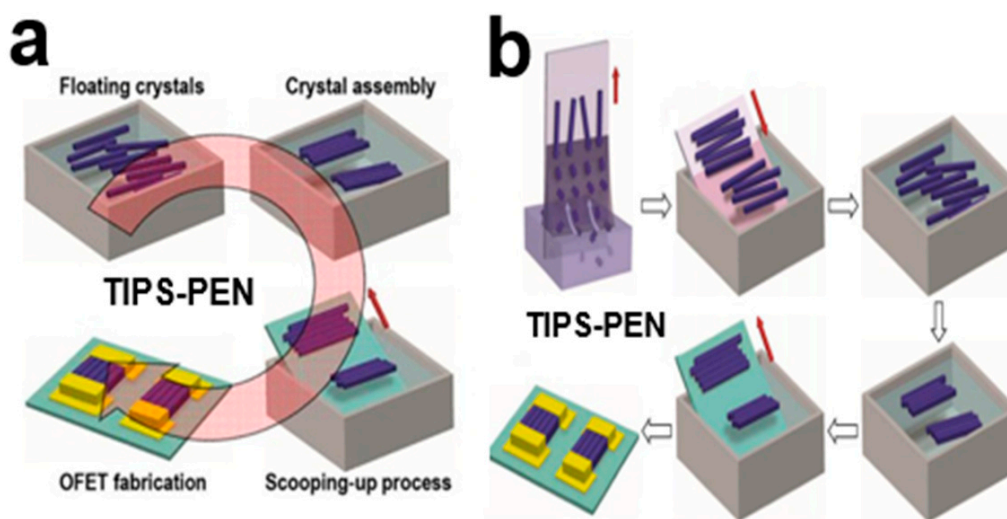 a
Floating crystals
Crystal assembly
TIPS-PEN
OFET fabrication
Scooping-up process
b
TIPS-PEN